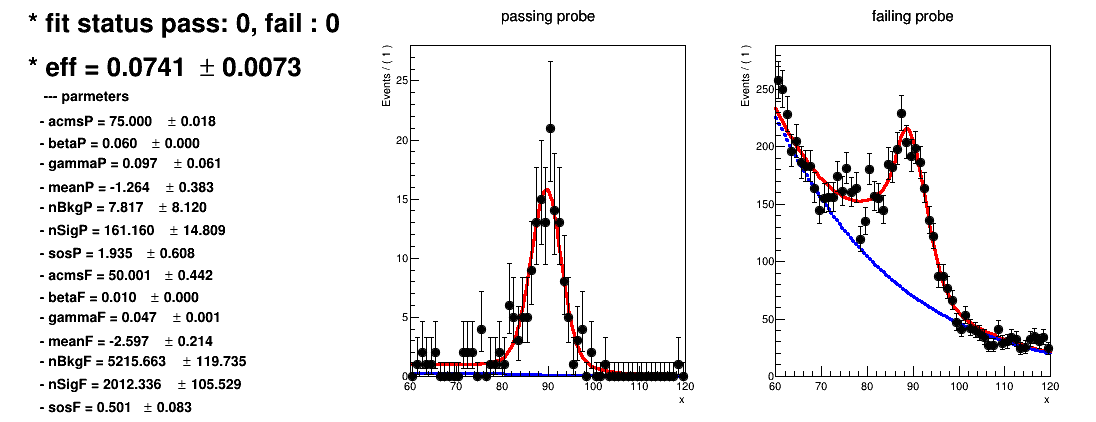 * fit status pass: 0, fail : 0
* eff = 0.0741 ± 0.0073
--- parmeters
- acmsP = 75.000 ± 0.018
- betaP = 0.060 ± 0.000
- gammaP = 0.097 ± 0.061
- meanP = -1.264 ± 0.383
- nBkgP = 7.817 ± 8.120
- nSigP = 161.160 ± 14.809
- sosP = 1.935 ± 0.608
- acmsF = 50.001 ± 0.442
- betaF = 0.010 ± 0.000
- gammaF = 0.047 ± 0.001
- meanF = -2.597 ± 0.214
- nBkgF = 5215.663 ± 119.735
- nSigF = 2012.336 ± 105.529
- sosF = 0.501 ± 0.083
passing probe
Events / ( 1 )
25
20
15
10
5
0
60 70 80 90 100 110 120
x
failing probe
Events / ( 1 )
250
200
150
100
50
0
60 70 80 90 100 110 120
x